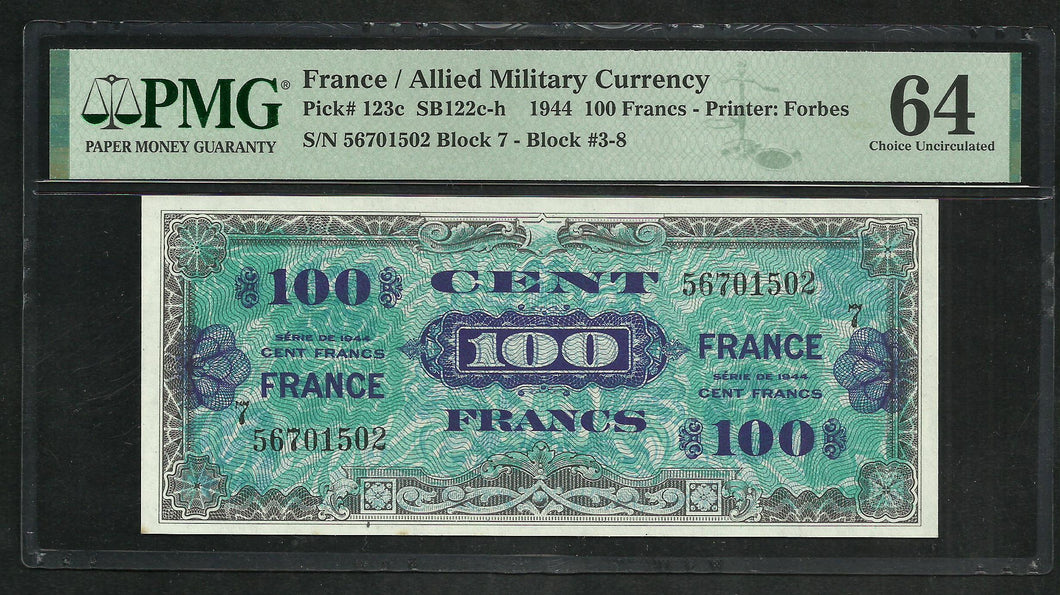 PMG®
PAPER MONEY GUARANTY
France / Allied Military Currency
Pick# 123c SB122c-h 1944 100 Francs - Printer: Forbes
S/N 56701502 Block 7 - Block #3-8
64
Choice Uncirculated
100
CENT
56701502
7
SÉRIE DE 1944
CENT FRANCS
FRANCE
100
FRANCE
SÉRIE DE 1944
CENT FRANCS
7
56701502
FRANCS
100